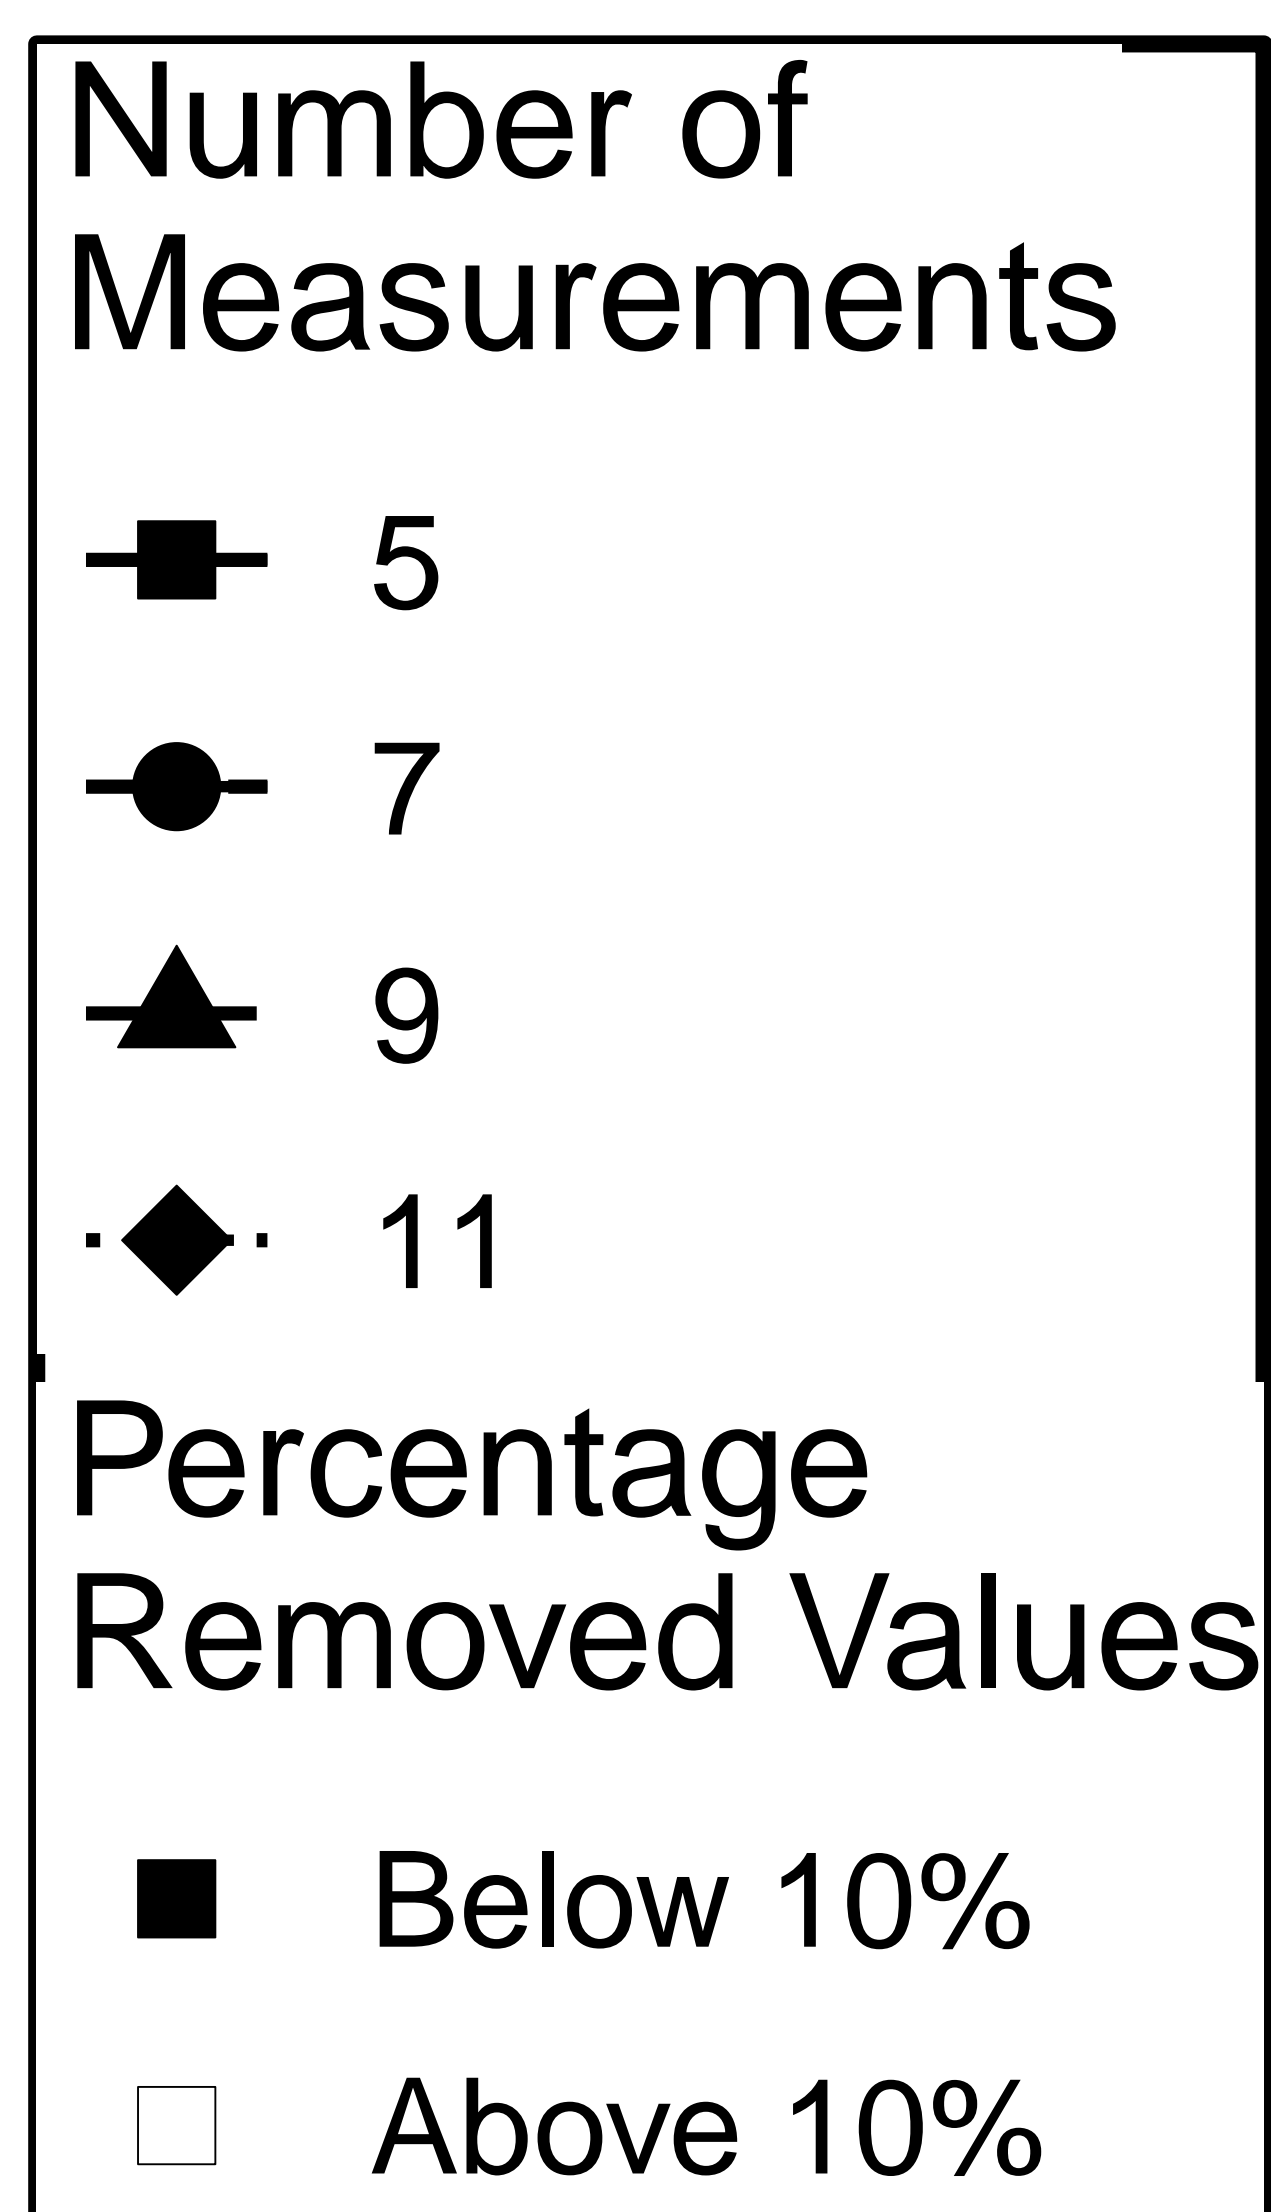 Number of
Measurements
5
7
9
11
Percentage
Removed Values
Below 10%
Above 10%